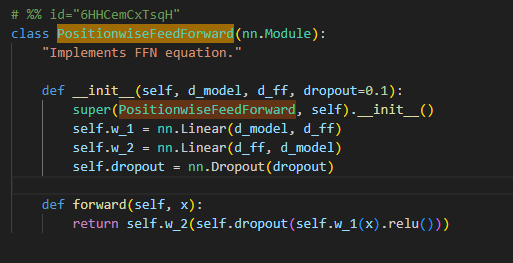 # %% id="6HHCemCxTsqH"
class PositionwiseFeedForward(nn.Module):
    "Implements FFN equation."
    def __init__(self, d_model, d_ff, dropout=0.1):
        super(PositionwiseFeedForward, self).__init__()
        self.w_1 = nn.Linear(d_model, d_ff)
        self.w_2 = nn.Linear(d_ff, d_model)
        self.dropout = nn.Dropout(dropout)
    def forward(self, x):
        return self.w_2(self.dropout(self.w_1(x).relu()))